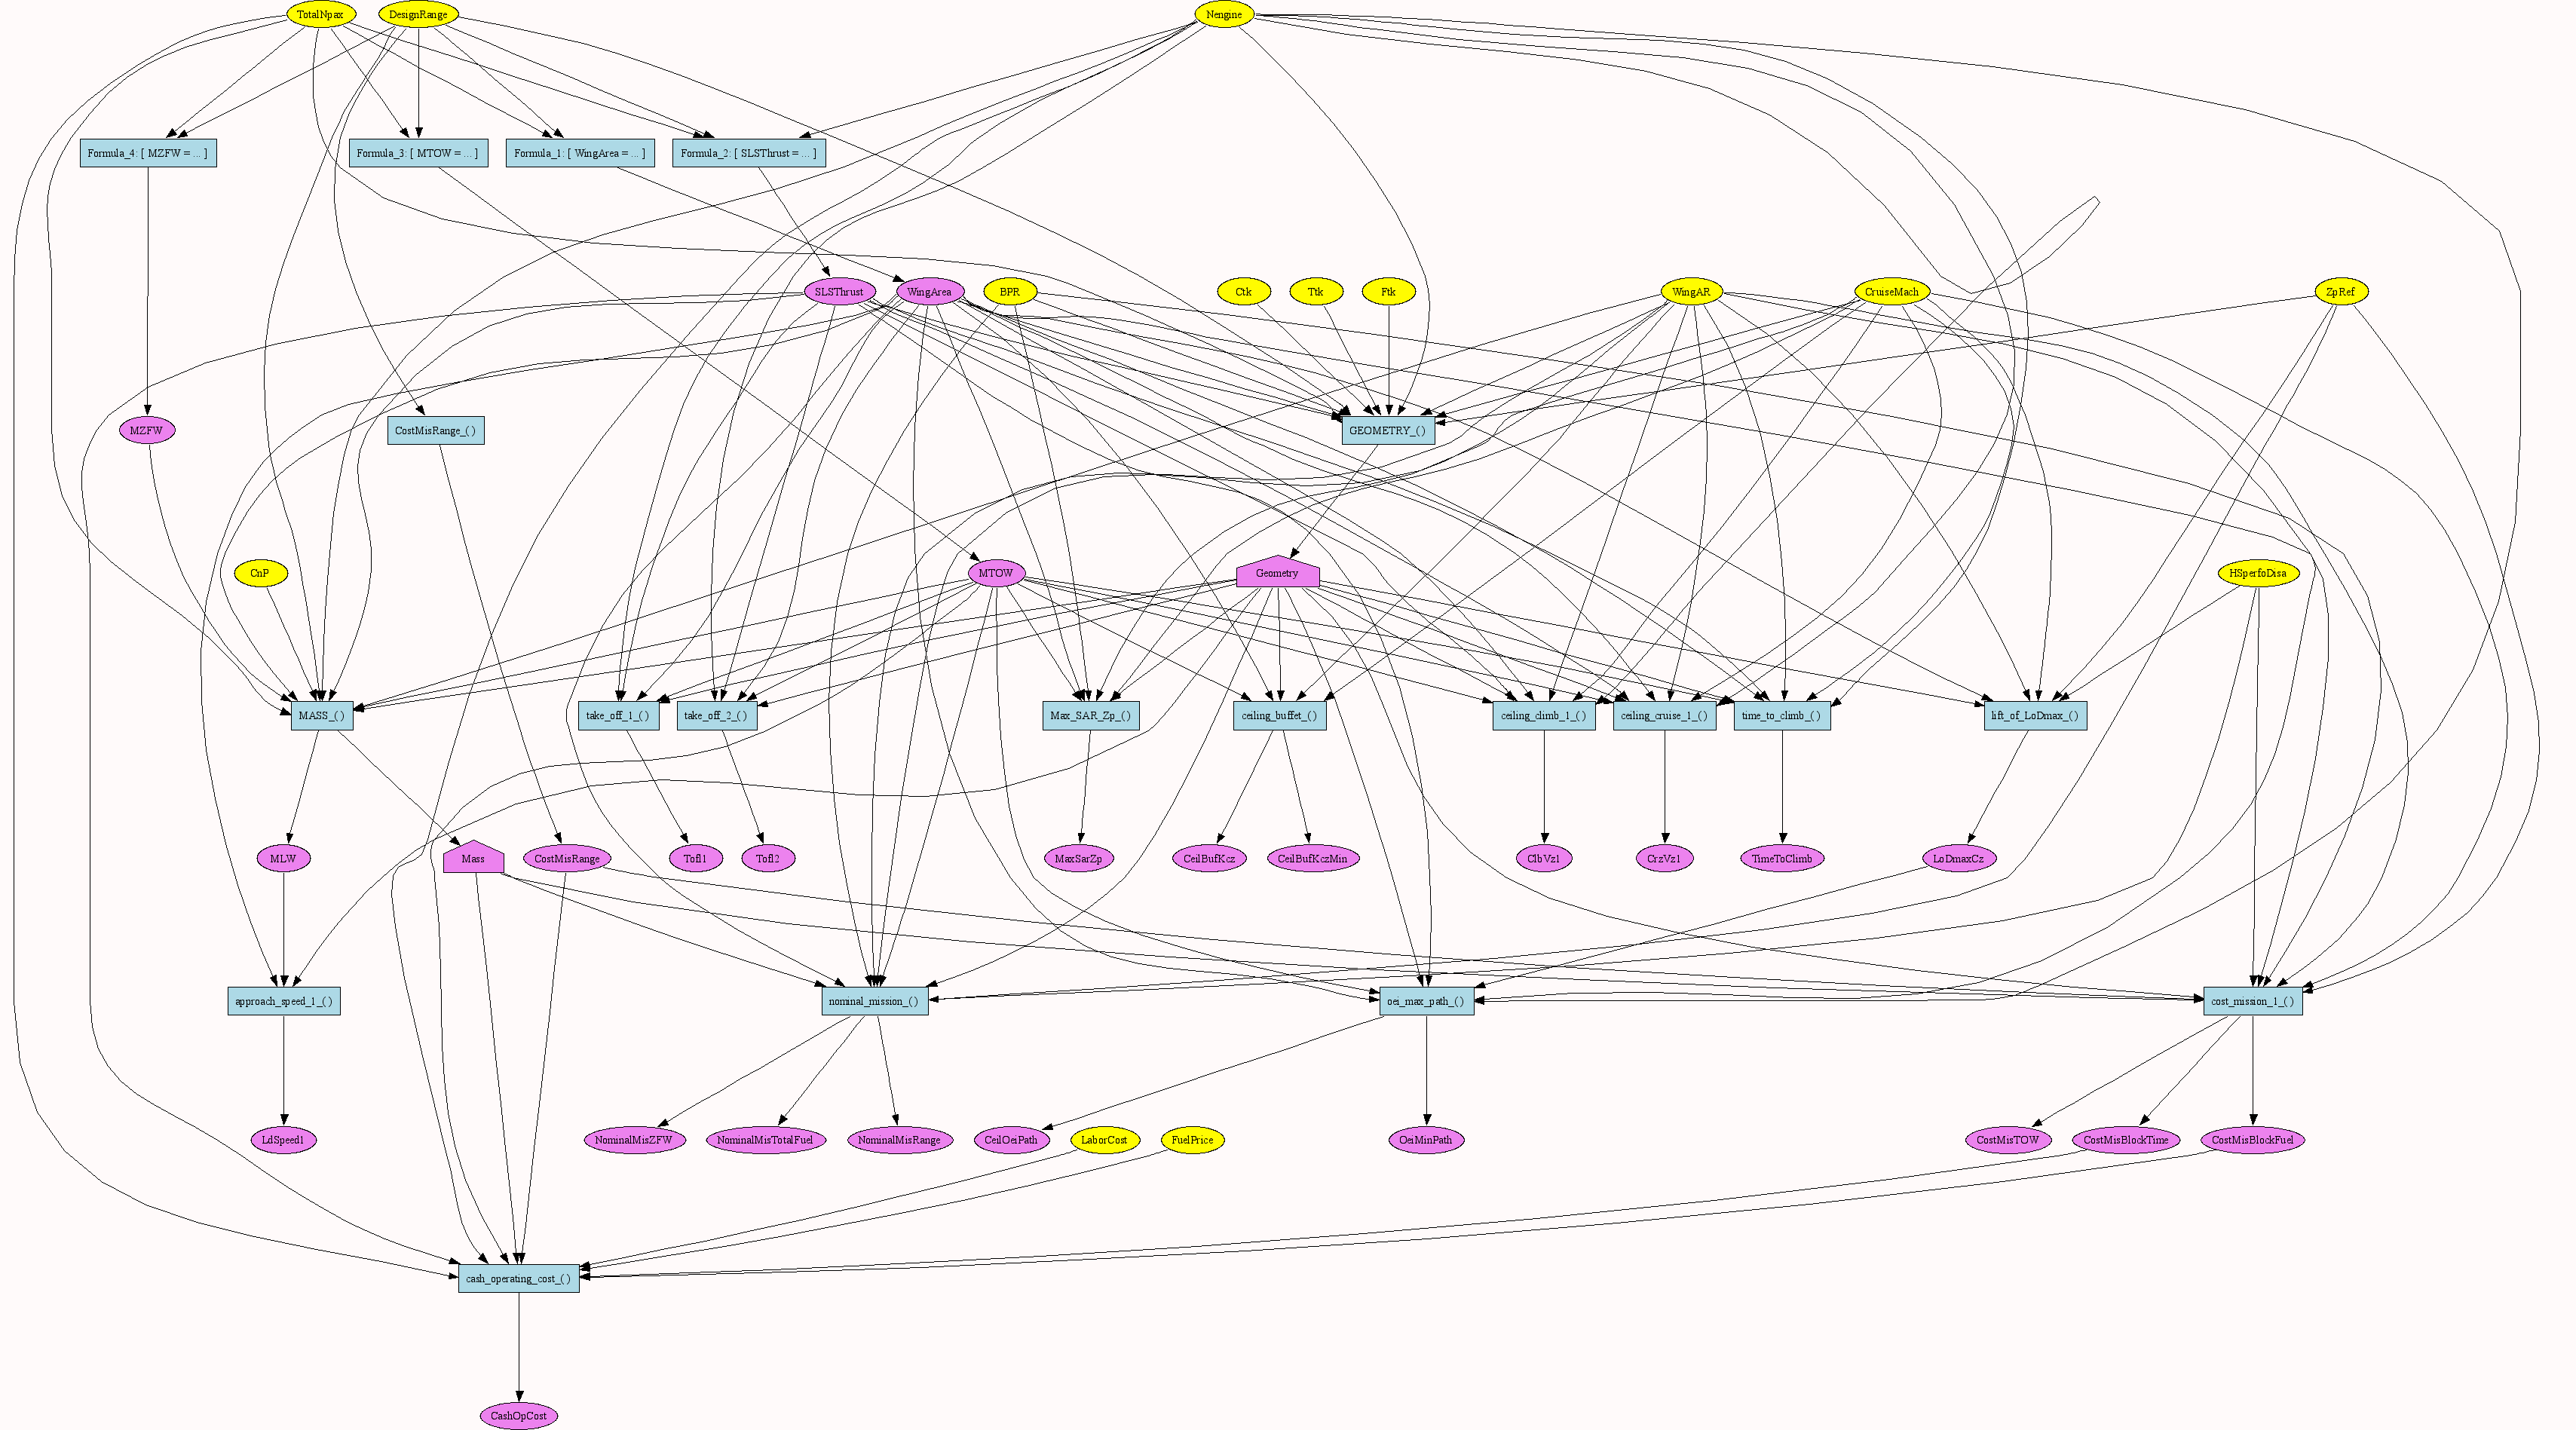 TotalNpax
DesignRange
Nengine
Formula_4: [ MZFW = ... ]
Formula_3: [ MTOW = ... ]
Formula_1: [ WingArea = ... ]
Formula_2: [ SLSThrust = ... ]
SLSThrust
WingArea
BPR
Ctk
Ttk
Ftk
WingAR
CruiseMach
ZpRef
MZFW
CostMisRange_( )
GEOMETRY_( )
CnP
MTOW
Geometry
HSperfoDisa
MASS_( )
take_off_1_( )
take_off_2_( )
Max_SAR_Zp_( )
ceiling_buffet_( )
ceiling_climb_1_( )
ceiling_cruise_1_( )
time_to_climb_( )
lift_of_LoDmax_( )
MLW
Mass
CostMisRange
Tofl1
Tofl2
MaxSarZp
CeilBufKcz
CeilBufKczMin
ClbVz1
CrzVz1
TimeToClimb
LoDmaxCz
approach_speed_1_( )
nominal_mission_( )
oei_max_path_( )
cost_mission_1_( )
LdSpeed1
NominalMisZFW
NominalMisTotalFuel
NominalMisRange
CeilOeiPath
LaborCost
FuelPrice
OeiMinPath
CostMisTOW
CostMisBlockTime
CostMisBlockFuel
cash_operating_cost_( )
CashOpCost